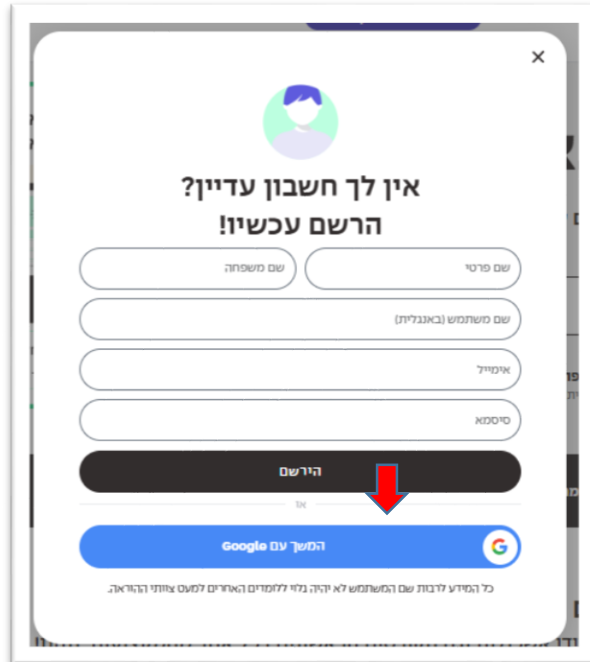 אין לך חשבון עדיין?
הרשם עכשיו!
שם פרטי
שם משפחה
שם משתמש (באנגלית)
אימייל
סיסמא
הירשם
או
המשך עם Google
כל המידע לרבות שם המשתמש לא יהיה גלוי ללומדים האחרים למעט צוותי ההוראה.